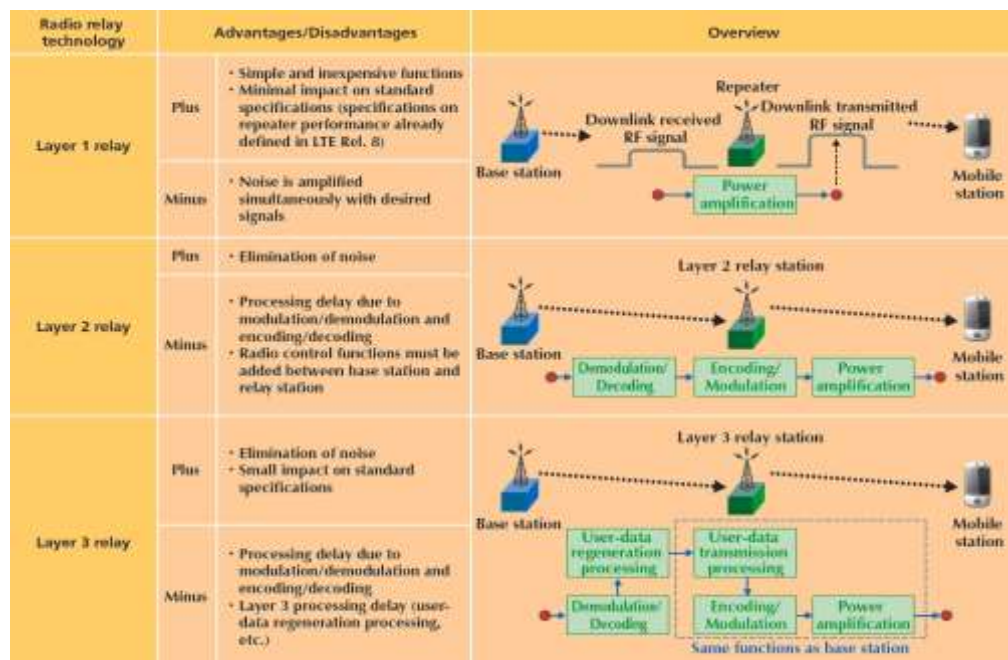 Radio relay
technology
Advantages/Disadvantages
Overview
Layer 1 relay
Plus
• Simple and inexpensive functions
• Minimal impact on standard
specifications (specifications on
repeater performance already
defined in LTE Rel. 8)
Minus
• Noise is amplified
simultaneously with desired
signals
Repeater
Downlink received
RF signal
Downlink transmitted
RF signal
Base station
Power
amplification
Mobile
station
Layer 2 relay
Plus
• Elimination of noise
Minus
• Processing delay due to
modulation/demodulation and
encoding/decoding
• Radio control functions must be
added between base station and
relay station
Layer 2 relay station
Base station
Mobile
station
Demodulation/
Decoding
Encoding/
Modulation
Power
amplification
Layer 3 relay
Plus
• Elimination of noise
• Small impact on standard
specifications
Minus
• Processing delay due to
modulation/demodulation and
encoding/decoding
• Layer 3 processing delay (user-
data regeneration processing,
etc.)
Layer 3 relay station
Base station
Mobile
station
User-data
regeneration
processing
User-data
transmission
processing
Demodulation/
Decoding
Encoding/
Modulation
Power
amplification
Same functions as base station